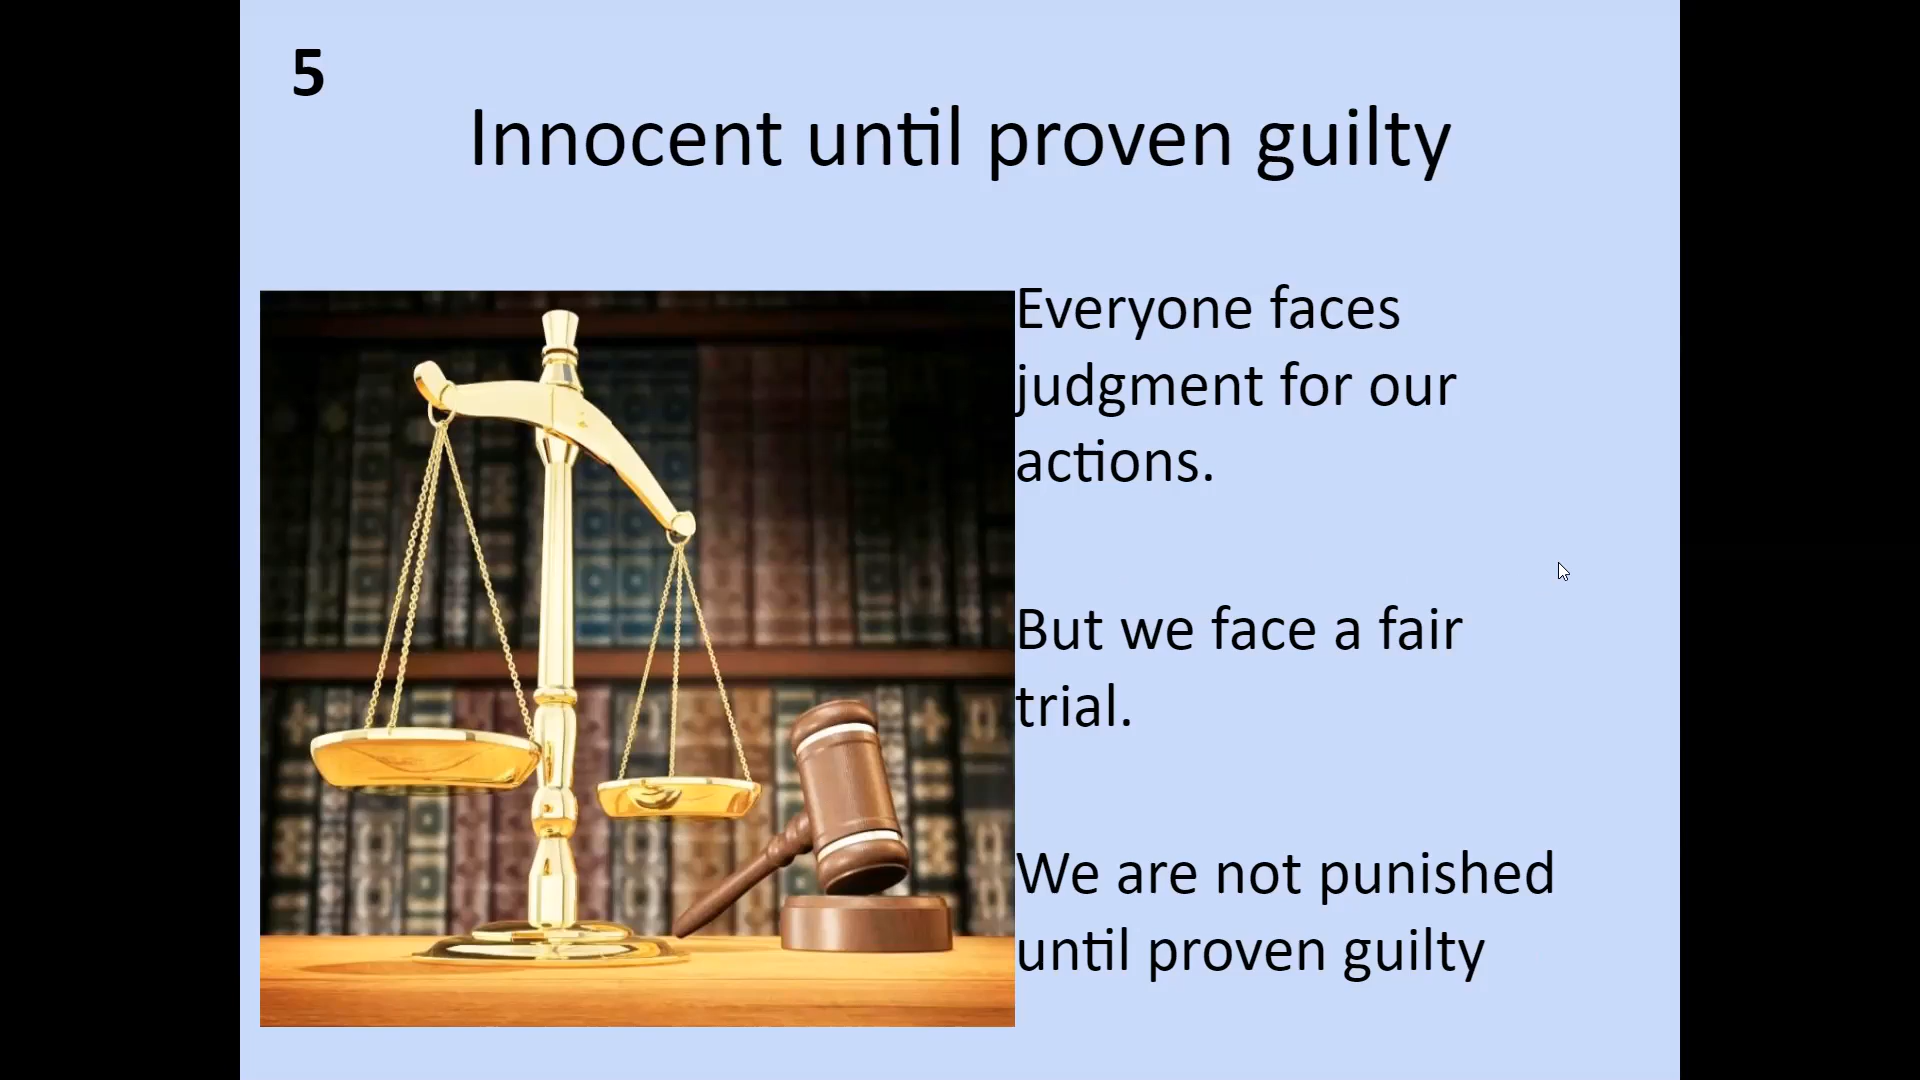 5
Innocent until proven guilty
Everyone faces
judgment for our
actions.
But we face a fair
trial.
We are not punished
until proven guilty